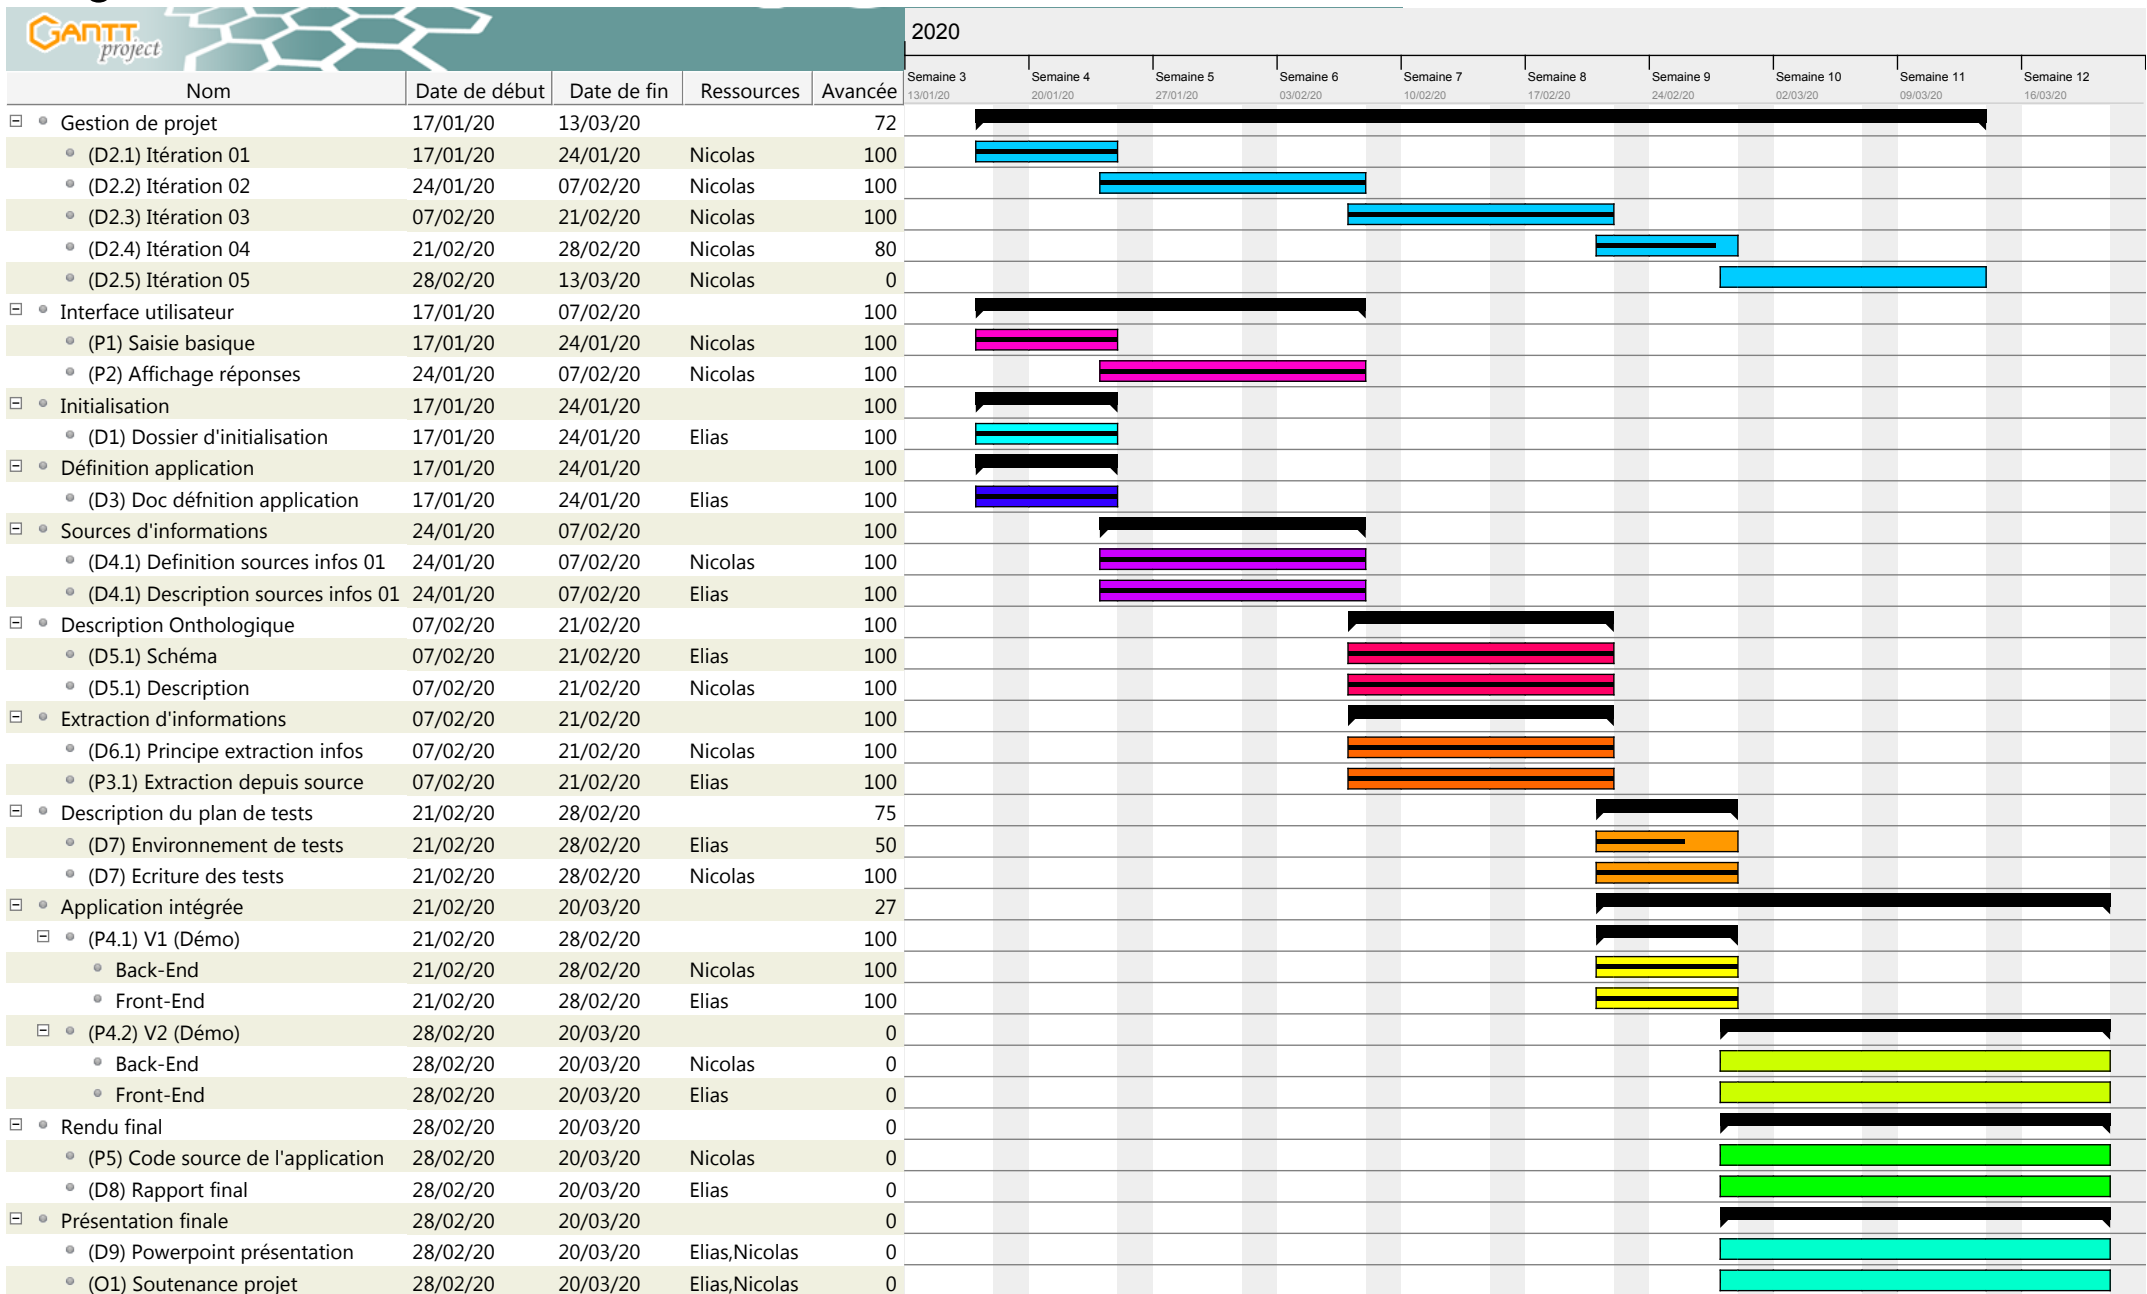 GANTT project
2020
Semaine 3 Semaine 4 Semaine 5 Semaine 6 Semaine 7 Semaine 8 Semaine 9 Semaine 10 Semaine 11 Semaine 12
Nom Date de début Date de fin Ressources Avancée 13/01/20 20/01/20 27/01/20 03/02/20 10/02/20 17/02/20 24/02/20 02/03/20 09/03/20 16/03/20
Gestion de projet 17/01/20 13/03/20 72
(D2.1) Itération 01 17/01/20 24/01/20 Nicolas 100
(D2.2) Itération 02 24/01/20 07/02/20 Nicolas 100
(D2.3) Itération 03 07/02/20 21/02/20 Nicolas 100
(D2.4) Itération 04 21/02/20 28/02/20 Nicolas 80
(D2.5) Itération 05 28/02/20 13/03/20 Nicolas 0
Interface utilisateur 17/01/20 07/02/20 100
(P1) Saisie basique 17/01/20 24/01/20 Nicolas 100
(P2) Affichage réponses 24/01/20 07/02/20 Nicolas 100
Initialisation 17/01/20 24/01/20 100
(D1) Dossier d'initialisation 17/01/20 24/01/20 Elias 100
Définition application 17/01/20 24/01/20 100
(D3) Doc défnition application 17/01/20 24/01/20 Elias 100
Sources d'informations 24/01/20 07/02/20 100
(D4.1) Definition sources infos 01 24/01/20 07/02/20 Nicolas 100
(D4.1) Description sources infos 01 24/01/20 07/02/20 Elias 100
Description Onthologique 07/02/20 21/02/20 100
(D5.1) Schéma 07/02/20 21/02/20 Elias 100
(D5.1) Description 07/02/20 21/02/20 Nicolas 100
Extraction d'informations 07/02/20 21/02/20 100
(D6.1) Principe extraction infos 07/02/20 21/02/20 Nicolas 100
(P3.1) Extraction depuis source 07/02/20 21/02/20 Elias 100
Description du plan de tests 21/02/20 28/02/20 75
(D7) Environnement de tests 21/02/20 28/02/20 Elias 50
(D7) Ecriture des tests 21/02/20 28/02/20 Nicolas 100
Application intégrée 21/02/20 20/03/20 27
(P4.1) V1 (Démo) 21/02/20 28/02/20 100
Back-End 21/02/20 28/02/20 Nicolas 100
Front-End 21/02/20 28/02/20 Elias 100
(P4.2) V2 (Démo) 28/02/20 20/03/20 0
Back-End 28/02/20 20/03/20 Nicolas 0
Front-End 28/02/20 20/03/20 Elias 0
Rendu final 28/02/20 20/03/20 0
(P5) Code source de l'application 28/02/20 20/03/20 Nicolas 0
(D8) Rapport final 28/02/20 20/03/20 Elias 0
Présentation finale 28/02/20 20/03/20 0
(D9) Powerpoint présentation 28/02/20 20/03/20 Elias,Nicolas 0
(O1) Soutenance projet 28/02/20 20/03/20 Elias,Nicolas 0